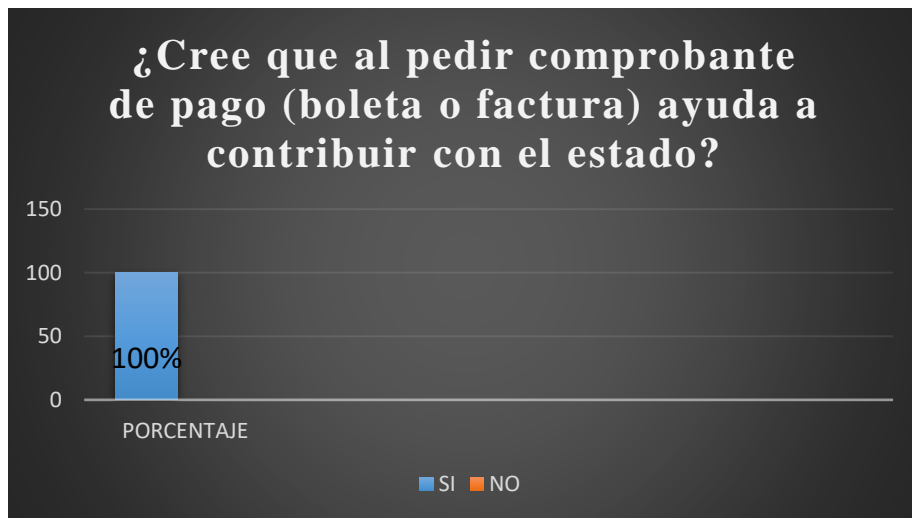 ¿Cree que al pedir comprobante
de pago (boleta o factura) ayuda a
contribuir con el estado?
150
100
50
0
100%
PORCENTAJE
SI NO